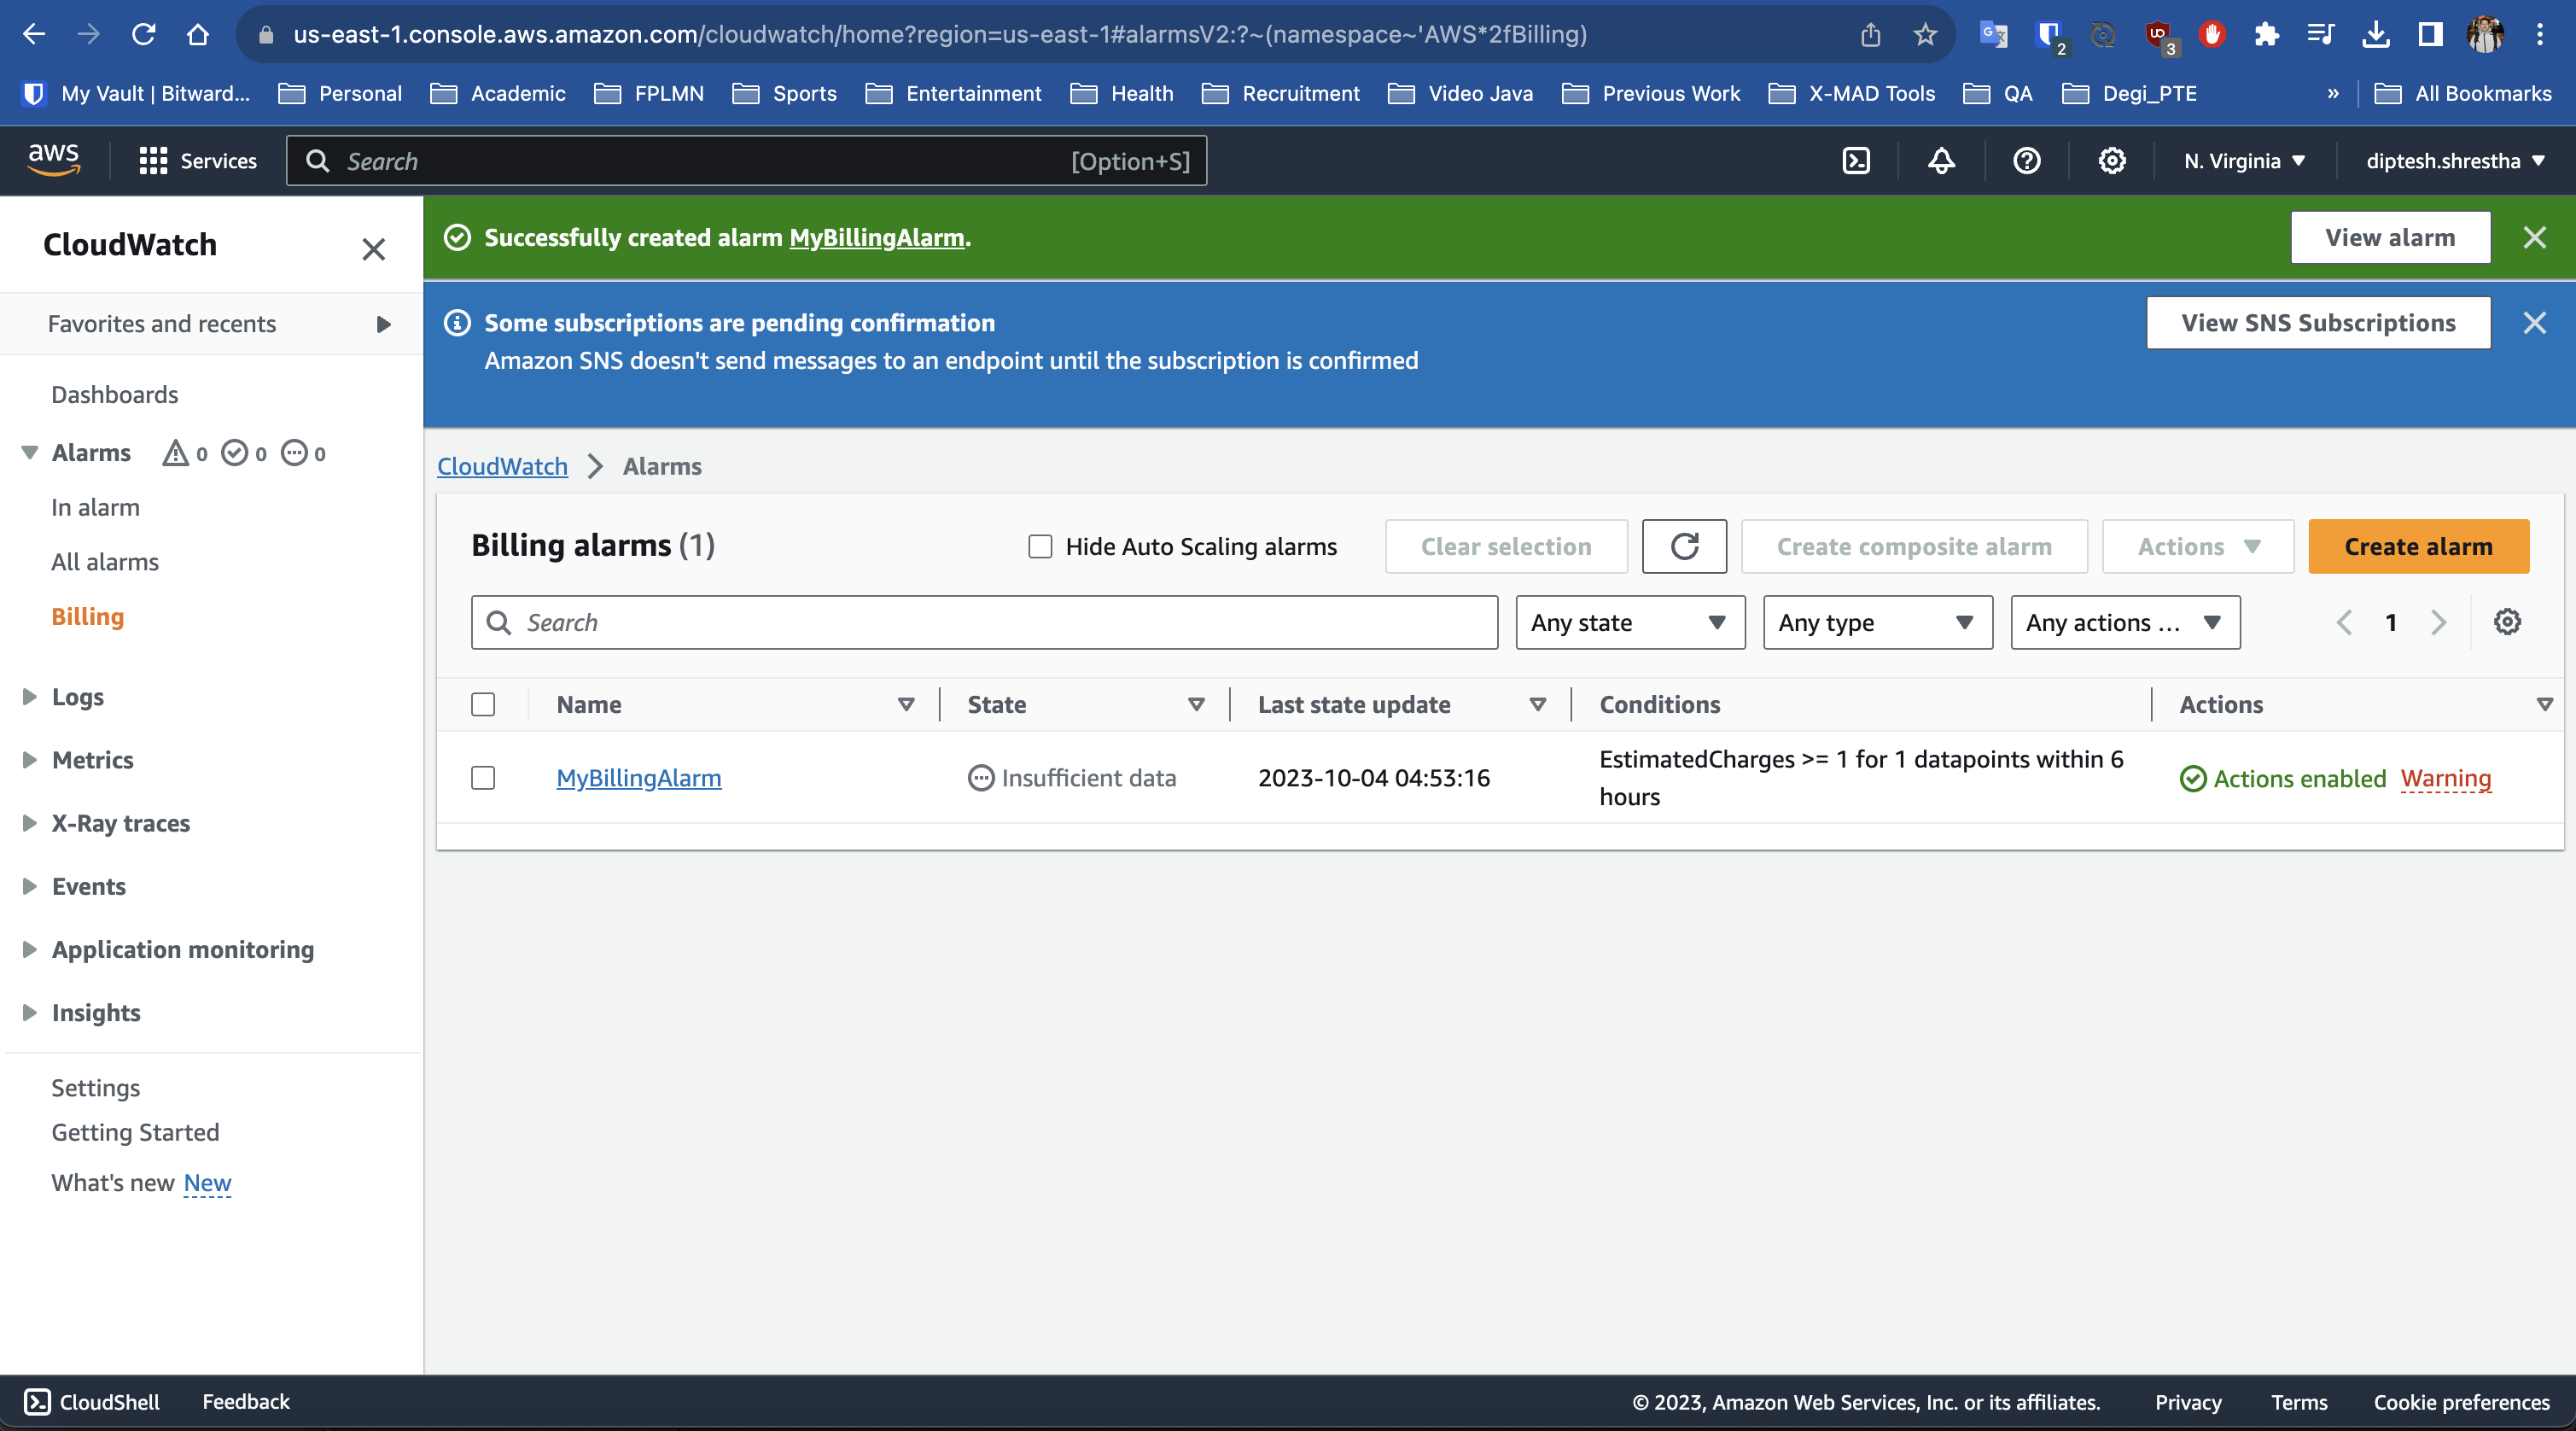 us-east-1.console.aws.amazon.com/cloudwatch/home?region=us-east-1#alarmsV2:?~(namespace~'AWS*2fBilling)
2
3
My Vault | Bitward... Personal Academic FPLMN Sports Entertainment Health Recruitment Video Java Previous Work X-MAD Tools QA Degi_PTE » All Bookmarks
aws Services Search [Option+S] N. Virginia diptesh.shrestha
CloudWatch
Favorites and recents
Dashboards
Alarms 0 0 0
In alarm
All alarms
Billing
Logs
Metrics
X-Ray traces
Events
Application monitoring
Insights
Settings
Getting Started
What's new New
Successfully created alarm MyBillingAlarm.
View alarm
Some subscriptions are pending confirmation
Amazon SNS doesn't send messages to an endpoint until the subscription is confirmed
View SNS Subscriptions
CloudWatch Alarms
Billing alarms (1) Hide Auto Scaling alarms Clear selection Create composite alarm Actions Create alarm
Search Any state Any type Any actions ... 1
Name State Last state update Conditions Actions
MyBillingAlarm Insufficient data 2023-10-04 04:53:16 EstimatedCharges >= 1 for 1 datapoints within 6
hours
Actions enabled Warning
CloudShell Feedback © 2023, Amazon Web Services, Inc. or its affiliates. Privacy Terms Cookie preferences